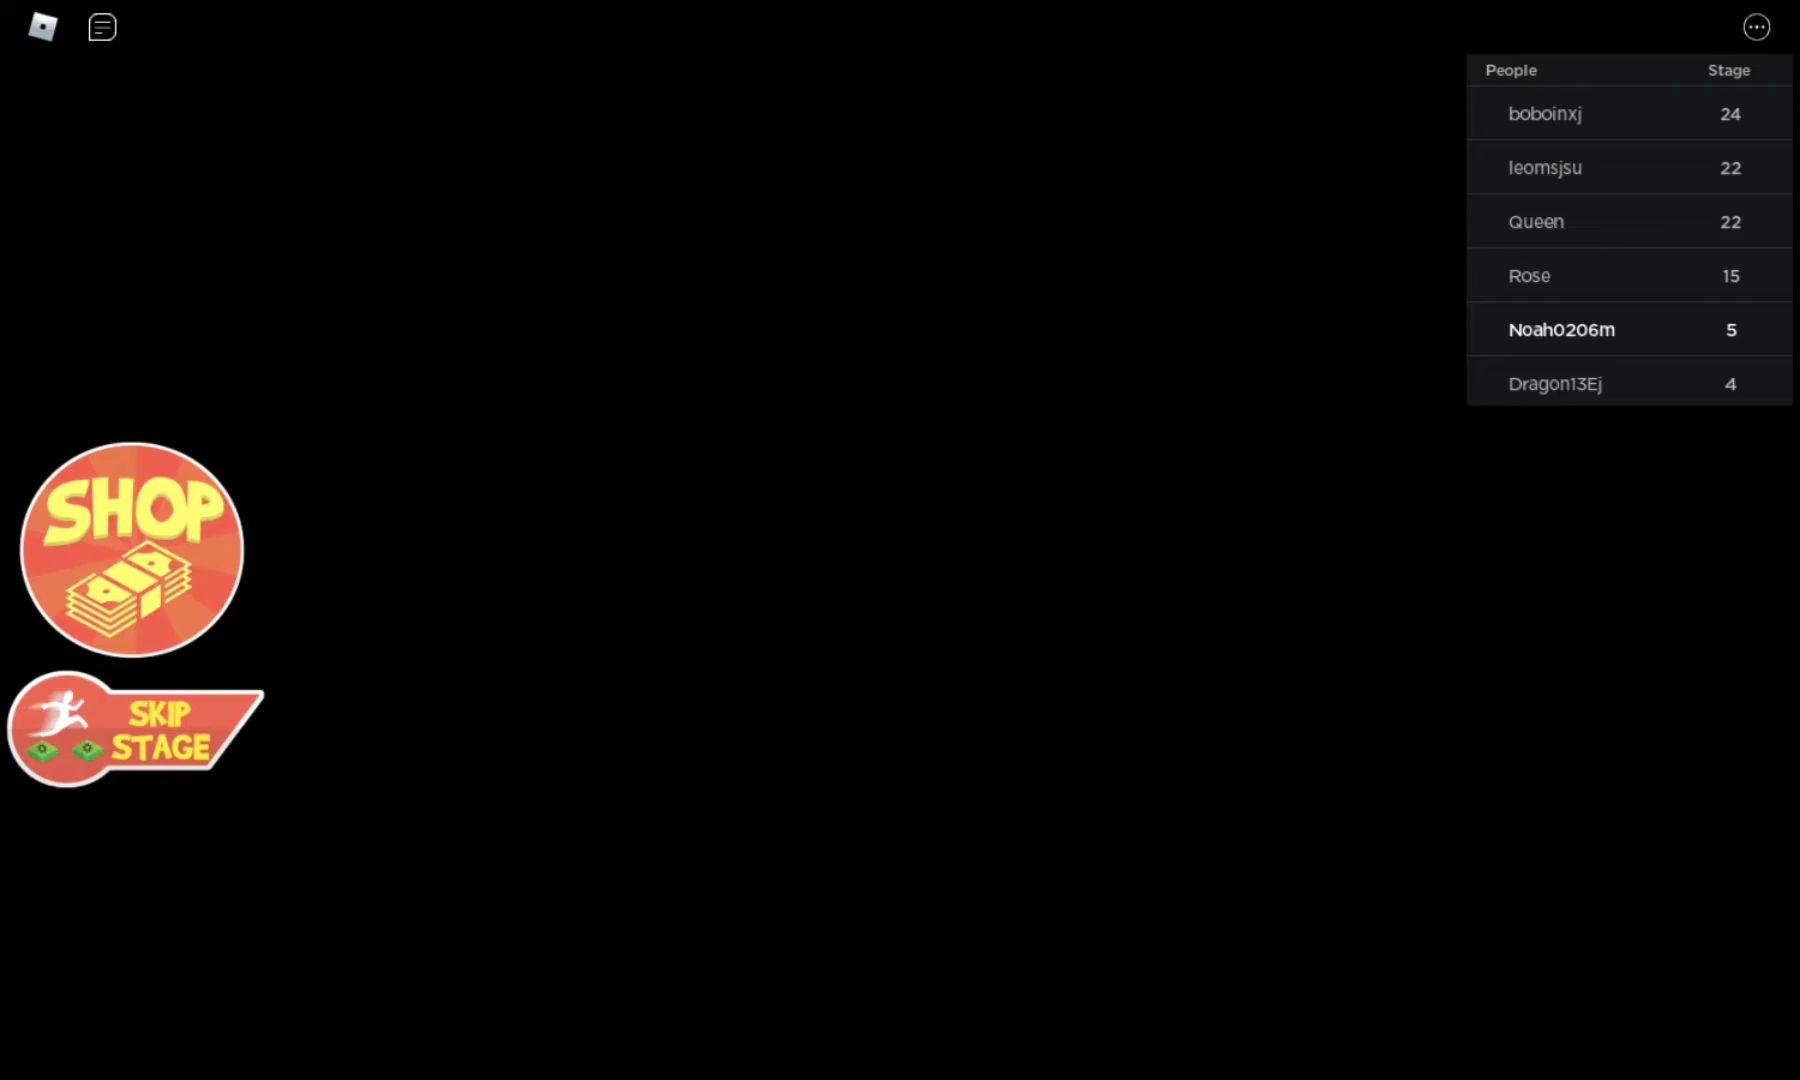 People Stage
boboinxj 24
leomsjsu 22
Queen 22
Rose 15
Noah0206m 5
Dragon13Ej 4
SHOP
SKIP
STAGE